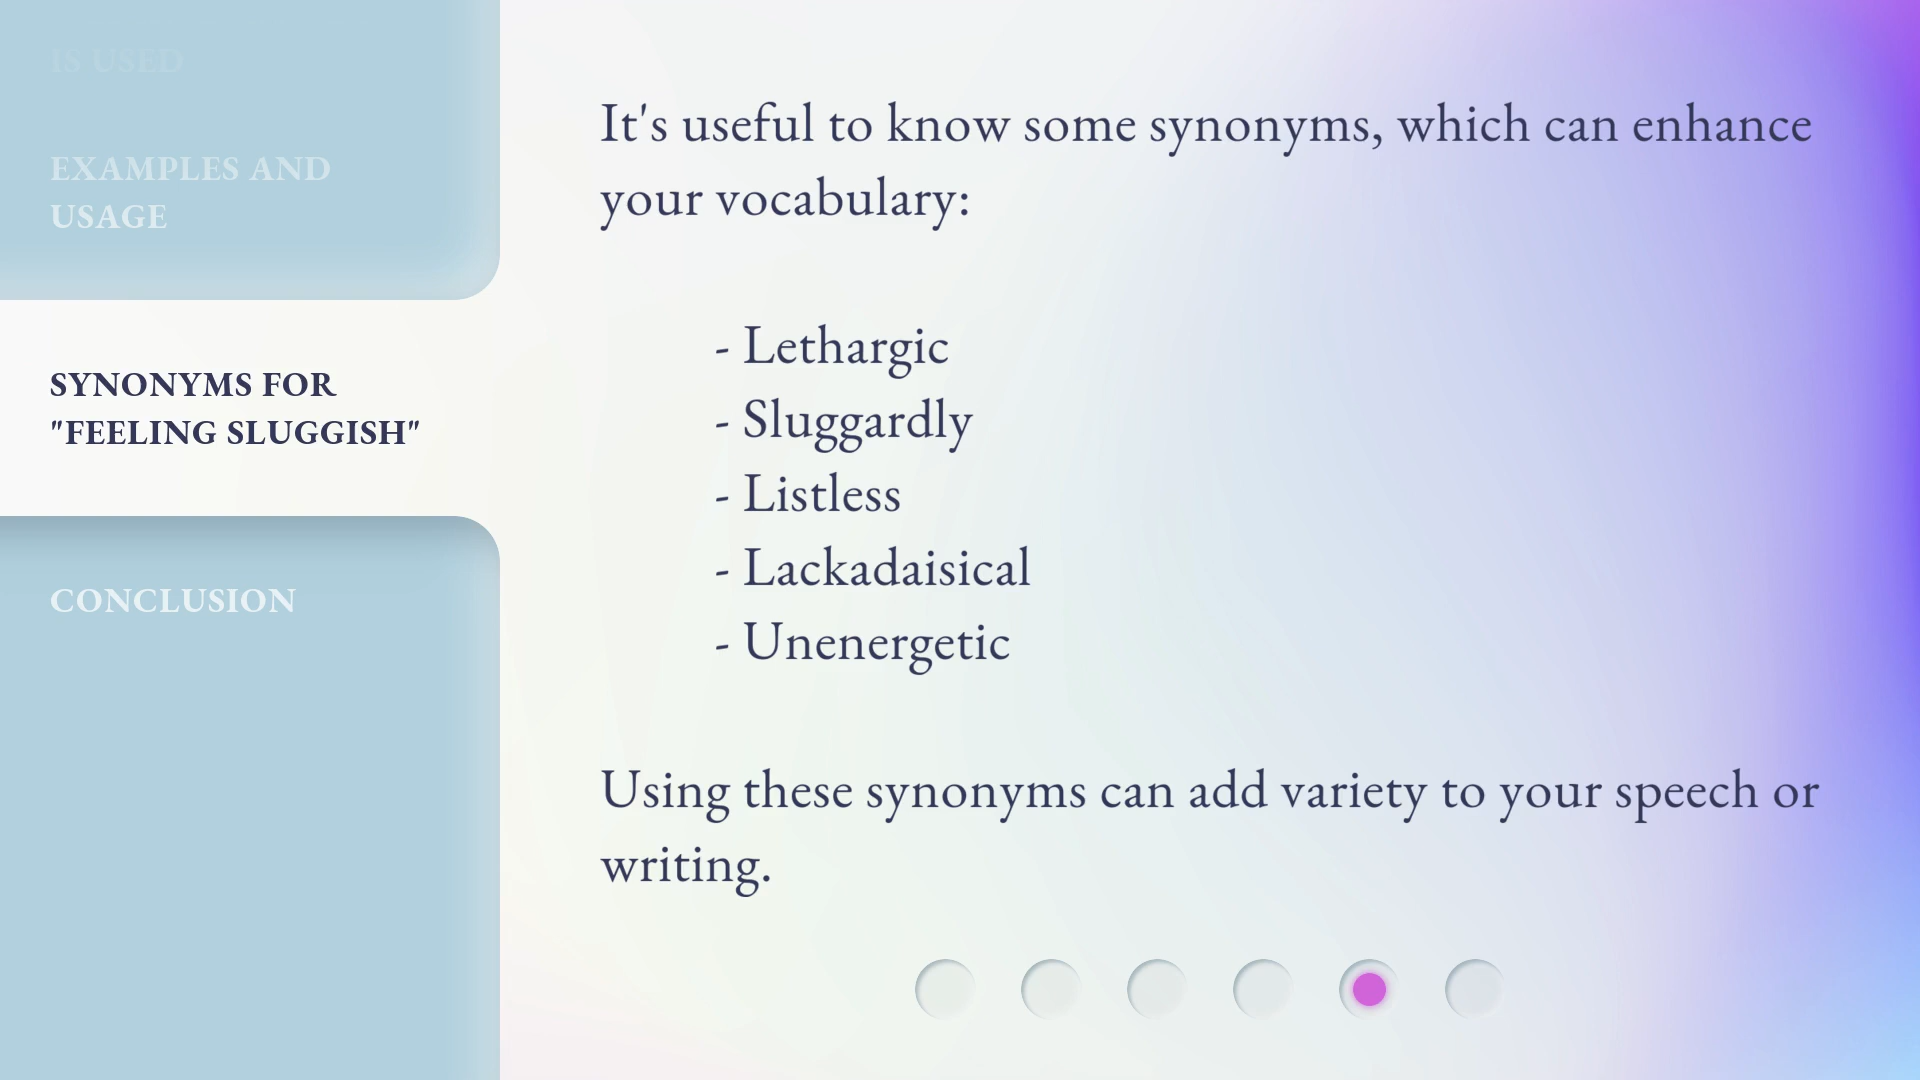 IS USED
EXAMPLES AND
USAGE
SYNONYMS FOR
"FEELING SLUGGISH"
CONCLUSION
It's useful to know some synonyms, which can enhance
your vocabulary:
- Lethargic
- Sluggardly
- Listless
- Lackadaisical
- Unenergetic
Using these synonyms can add variety to your speech or
writing.